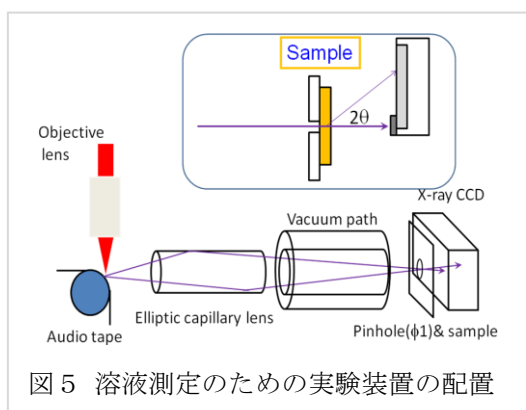 Sample
2θ
Objective
lens
X-ray CCD
Vacuum path
Elliptic capillary lens
Audio tape
Pinhole(ϕ1)& sample
図5 溶液測定のための実験装置の配置